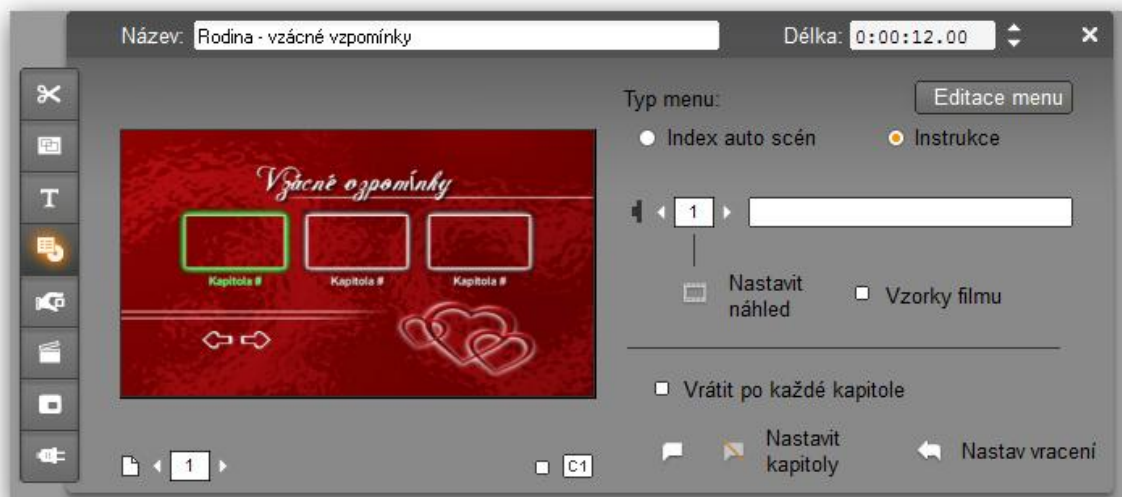 Název: Rodina - vzácné vzpomínky Délka: 0:00:12.00
Typ menu: Editace menu
Index auto scén Instrukce
Vzácné vzpomínky
1
Kapitola # Kapitola # Kapitola #
Nastavit
náhled
Vzorky filmu
Vrátit po každé kapitole
Nastavit
kapitoly
Nastav vracení
1 C1
T